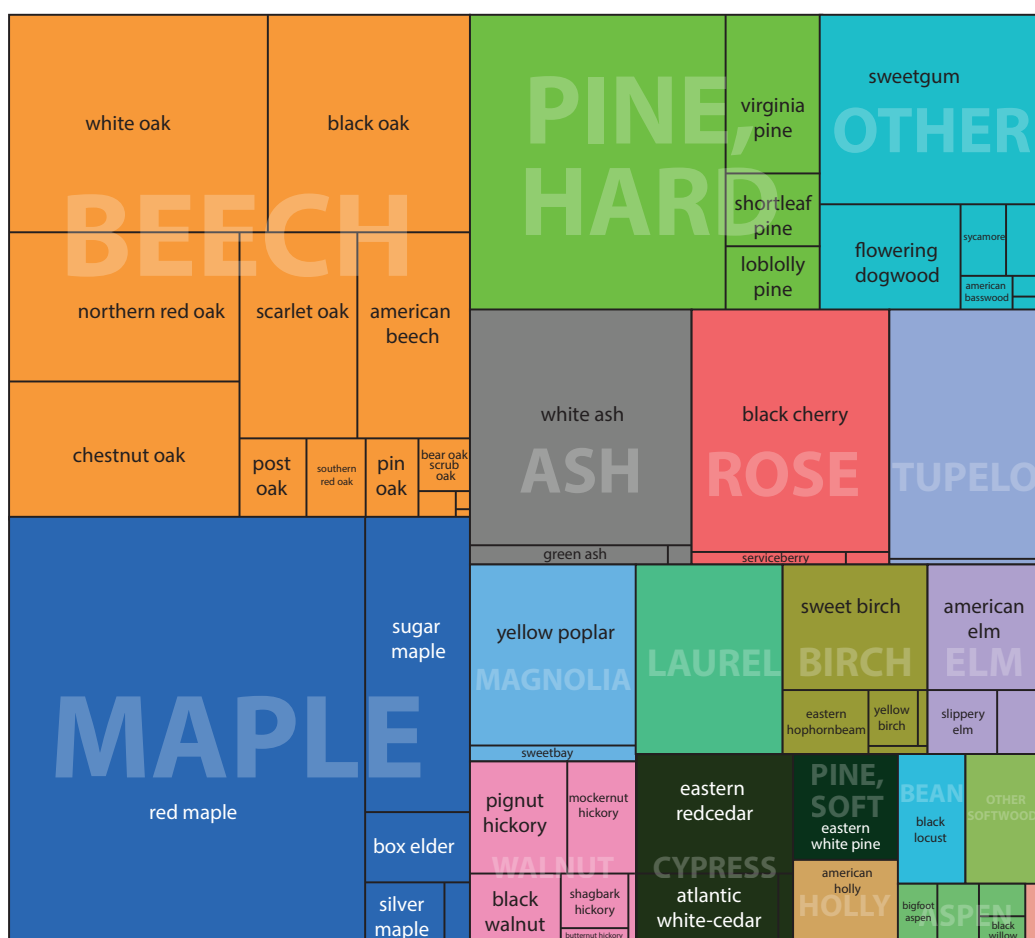 white oak
black oak
BEECH
northern red oak
scarlet oak
american
beech
chestnut oak
post
oak
southern
red oak
pin
oak
bear oak
scrub
oak
PINE,
HARD
virginia
pine
shortleaf
pine
loblolly
pine
sweetgum
OTHER
flowering
dogwood
sycamore
american
basswood
white ash
ASH
green ash
black cherry
ROSE
serviceberry
TUPELO
MAPLE
red maple
sugar
maple
box elder
silver
maple
yellow poplar
MAGNOLIA
sweetbay
LAUREL
sweet birch
BIRCH
eastern
hophornbeam
yellow
birch
american
elm
ELM
slippery
elm
pignut
hickory
mockernut
hickory
WALNUT
black
walnut
shagbark
hickory
butternut hickory
eastern
redcedar
CYPRESS
atlantic
white-cedar
PINE,
SOFT
eastern
white pine
american
holly
HOLLY
BEAN
black
locust
OTHER
SOFTWOOD
bigfoot
aspen
ASPEN
black
willow